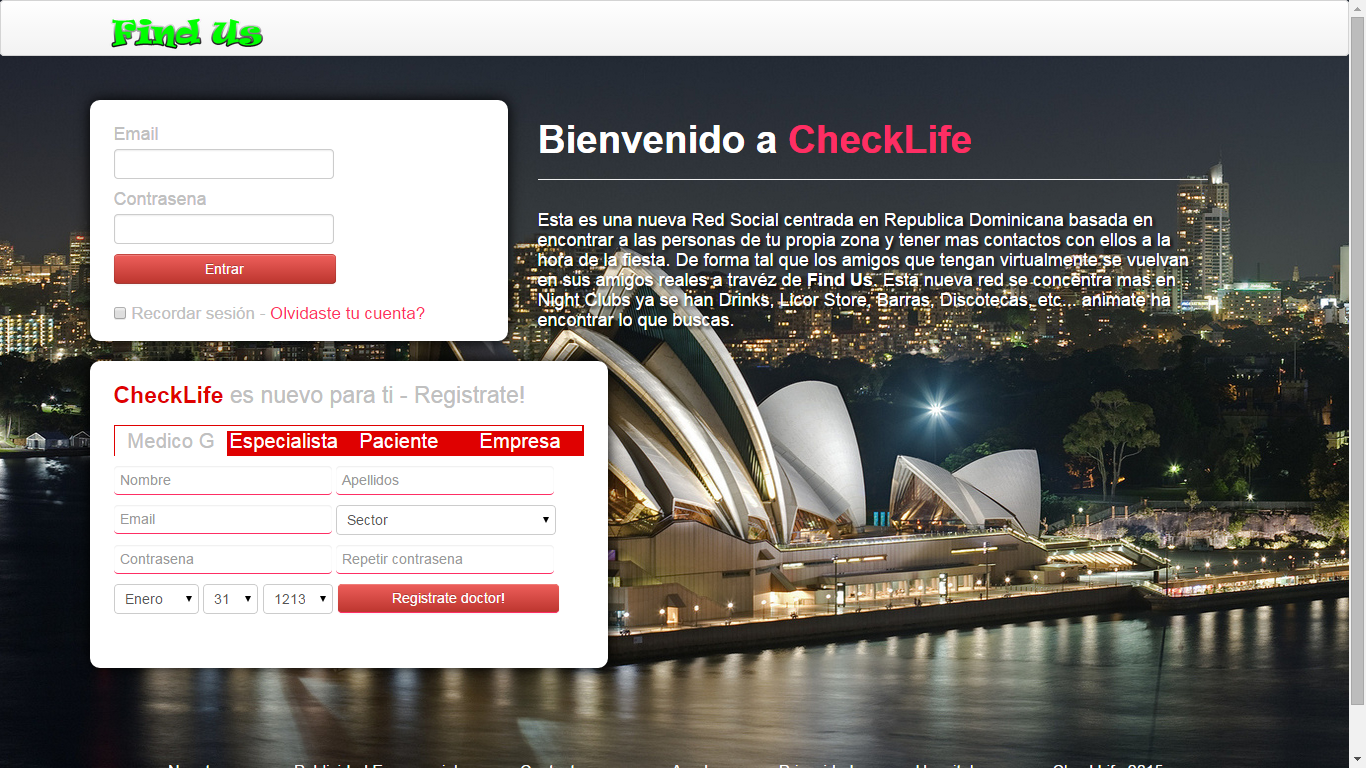 Find Us
Email
Contrasena
Entrar
Recordar sesión - Olvidaste tu cuenta?
Bienvenido a CheckLife
Esta es una nueva Red Social centrada en Republica Dominicana basada en
encontrar a las personas de tu propia zona y tener mas contactos con ellos a la
hora de la fiesta. De forma tal que los amigos que tengan virtualmente se vuelvan
en sus amigos reales a travéz de Find Us. Esta nueva red se concentra mas en
Night Clubs ya se han Drinks, Licor Store, Barras, Discotecas, etc... animate ha
encontrar lo que buscas.
CheckLife es nuevo para ti - Registrate!
Medico G Especialista Paciente Empresa
Nombre Apellidos
Email Sector
Contrasena Repetir contrasena
Enero 31 1213 Registrate doctor!